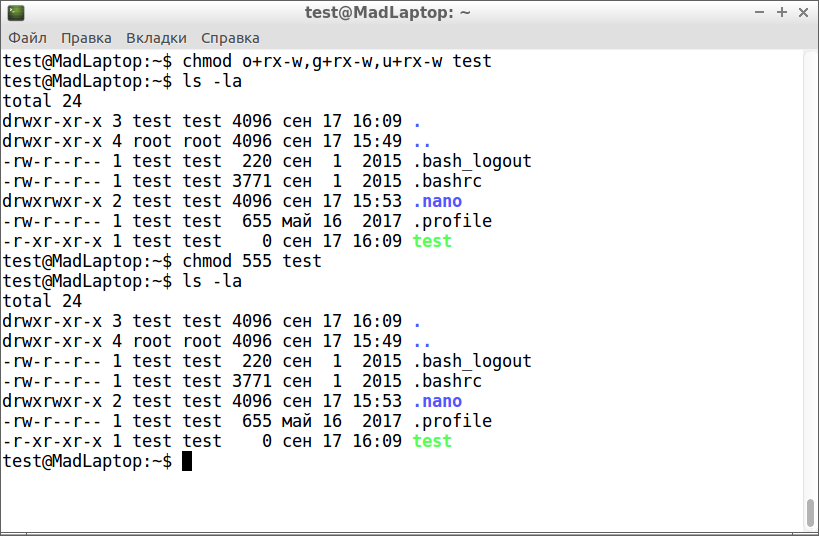 test@MadLaptop: ~
Файл Правка Вкладки Справка
test@MadLaptop:~$ chmod o+rx-w,g+rx-w,u+rx-w test
test@MadLaptop:~$ ls -la
total 24
drwxr-xr-x 3 test test 4096 сен 17 16:09 .
drwxr-xr-x 4 root root 4096 сен 17 15:49 ..
-rw-r--r-- 1 test test  220 сен  1  2015 .bash_logout
-rw-r--r-- 1 test test 3771 сен  1  2015 .bashrc
drwxrwxr-x 2 test test 4096 сен 17 15:53 .nano
-rw-r--r-- 1 test test  655 май 16  2017 .profile
-r-xr-xr-x 1 test test    0 сен 17 16:09 test
test@MadLaptop:~$ chmod 555 test
test@MadLaptop:~$ ls -la
total 24
drwxr-xr-x 3 test test 4096 сен 17 16:09 .
drwxr-xr-x 4 root root 4096 сен 17 15:49 ..
-rw-r--r-- 1 test test  220 сен  1  2015 .bash_logout
-rw-r--r-- 1 test test 3771 сен  1  2015 .bashrc
drwxrwxr-x 2 test test 4096 сен 17 15:53 .nano
-rw-r--r-- 1 test test  655 май 16  2017 .profile
-r-xr-xr-x 1 test test    0 сен 17 16:09 test
test@MadLaptop:~$